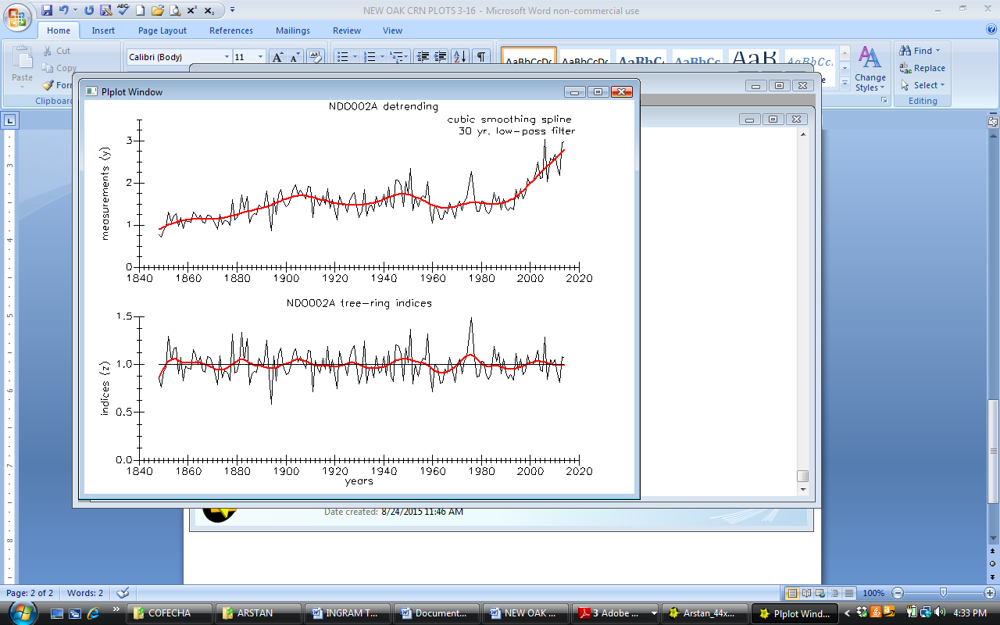 NEW OAK CRN PLOTS 3-16 - Microsoft Word non-commercial use
Home Insert Page Layout References Mailings Review View
Paste
Cut
Copy
Clipboard
Calibri (Body) 11
Change Styles
Find
Replace
Select
Editing
Plplot Window
NDO002A detrending
cubic smoothing spline
30 yr. low-pass filter
measurements (y)
3
2
1
0
1840 1860 1880 1900 1920 1940 1960 1980 2000 2020
NDO002A tree-ring indices
indices (z)
1.5
1.0
0.5
0.0
1840 1860 1880 1900 1920 1940 1960 1980 2000 2020
years
Date created: 8/24/2015 11:46 AM
Page: 2 of 2 Words: 2 100%
COFECHA ARSTAN INGRAM T... Document... NEW OAK ... 3 Adobe ... Arstan_44x... Plplot Wind... 4:33 PM